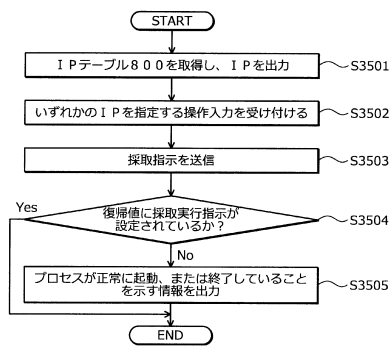 START
ＩＰテーブル８００を取得し、ＩＰを出力
S3501
いずれかのＩＰを指定する操作入力を受け付ける
S3502
採取指示を送信
S3503
復帰値に採取実行指示が
設定されているか？
S3504
Yes
No
プロセスが正常に起動、または終了していること
を示す情報を出力
S3505
END